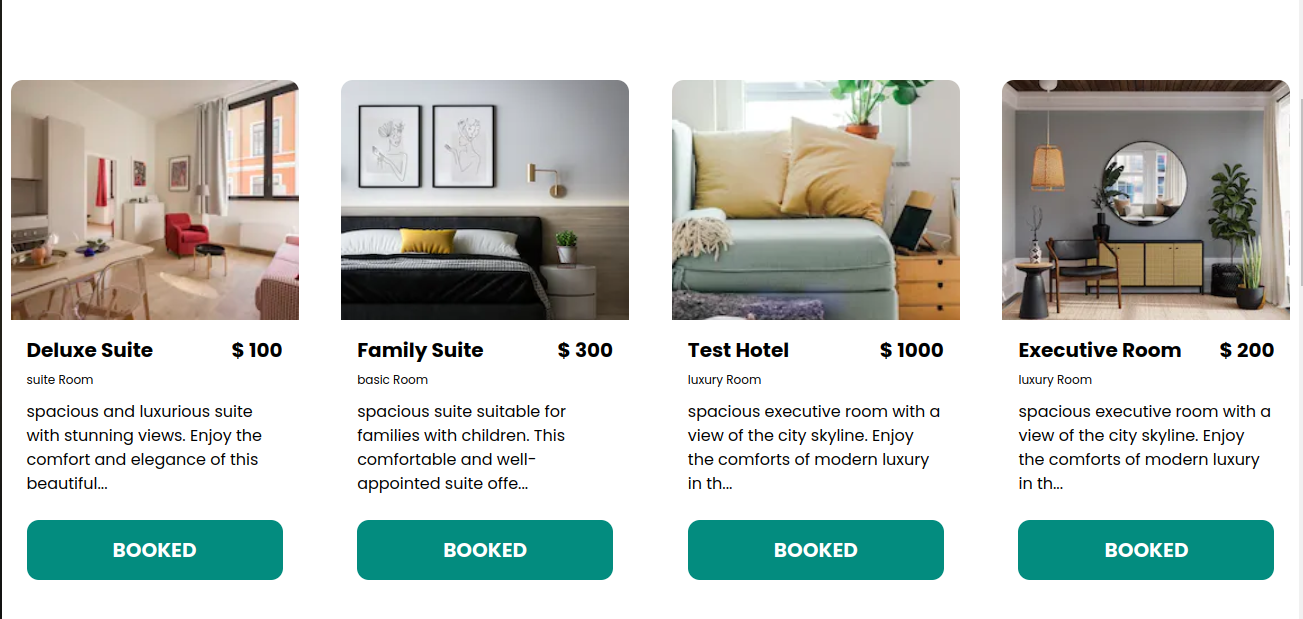 Deluxe Suite $ 100
suite Room
spacious and luxurious suite
with stunning views. Enjoy the
comfort and elegance of this
beautiful...
BOOKED
Family Suite $ 300
basic Room
spacious suite suitable for
families with children. This
comfortable and well-
appointed suite offe...
BOOKED
Test Hotel $ 1000
luxury Room
spacious executive room with a
view of the city skyline. Enjoy
the comforts of modern luxury
in th...
BOOKED
Executive Room $ 200
luxury Room
spacious executive room with a
view of the city skyline. Enjoy
the comforts of modern luxury
in th...
BOOKED